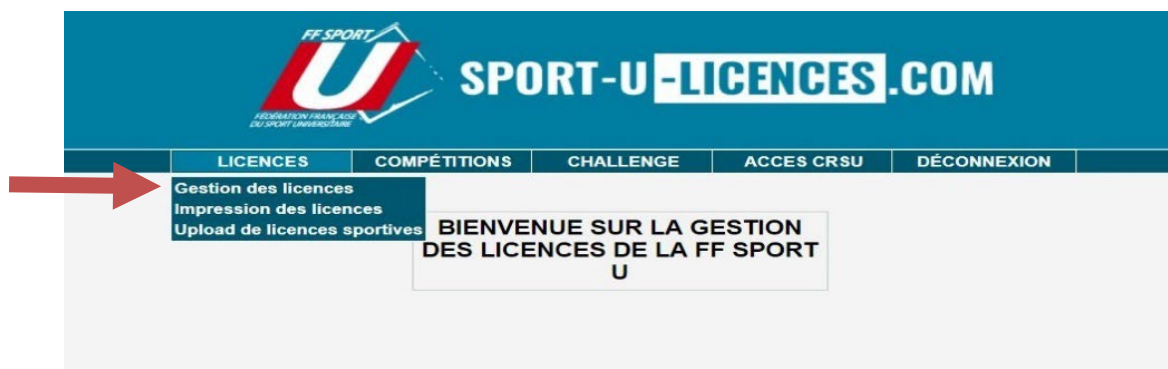 FF SPORT
U
FÉDÉRATION FRANÇAISE
DU SPORT UNIVERSITAIRE
SPORT-U-LICENCES.COM
LICENCES COMPÉTITIONS CHALLENGE ACCES CRSU DÉCONNEXION
Gestion des licences
Impression des licences
Upload de licences sportives
BIENVENUE SUR LA GESTION
DES LICENCES DE LA FF SPORT
U